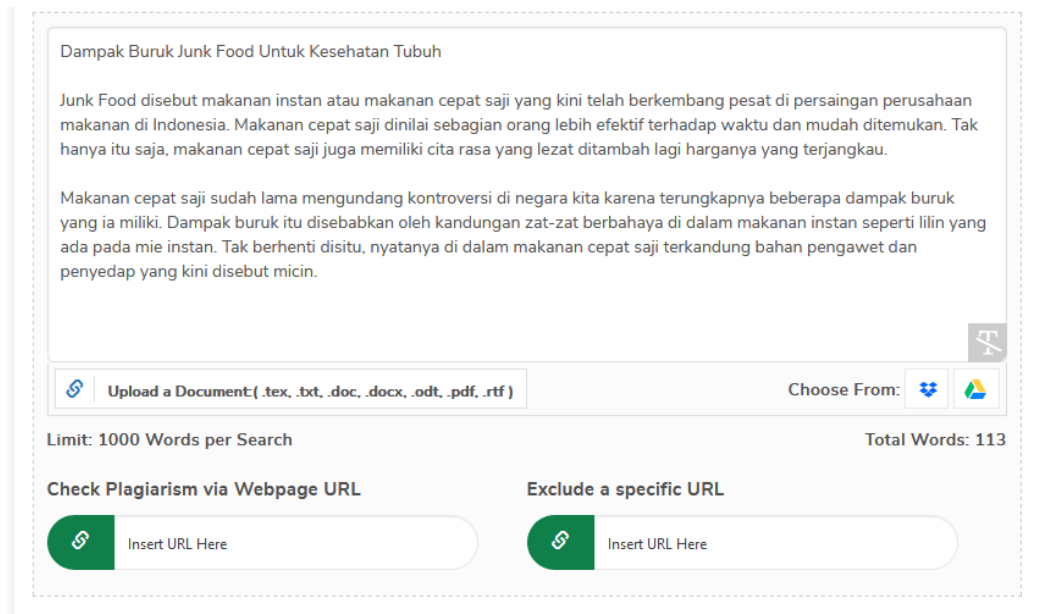 Dampak Buruk Junk Food Untuk Kesehatan Tubuh
Junk Food disebut makanan instan atau makanan cepat saji yang kini telah berkembang pesat di persaingan perusahaan
makanan di Indonesia. Makanan cepat saji dinilai sebagian orang lebih efektif terhadap waktu dan mudah ditemukan. Tak
hanya itu saja, makanan cepat saji juga memiliki cita rasa yang lezat ditambah lagi harganya yang terjangkau.
Makanan cepat saji sudah lama mengundang kontroversi di negara kita karena terungkapnya beberapa dampak buruk
yang ia miliki. Dampak buruk itu disebabkan oleh kandungan zat-zat berbahaya di dalam makanan instan seperti lilin yang
ada pada mie instan. Tak berhenti disitu, nyatanya di dalam makanan cepat saji terkandung bahan pengawet dan
penyedap yang kini disebut micin.
Upload a Document:( .tex, .txt, .doc, .docx, .odt, .pdf, .rtf )
Choose From:
Limit: 1000 Words per Search
Total Words: 113
Check Plagiarism via Webpage URL
Exclude a specific URL
Insert URL Here
Insert URL Here